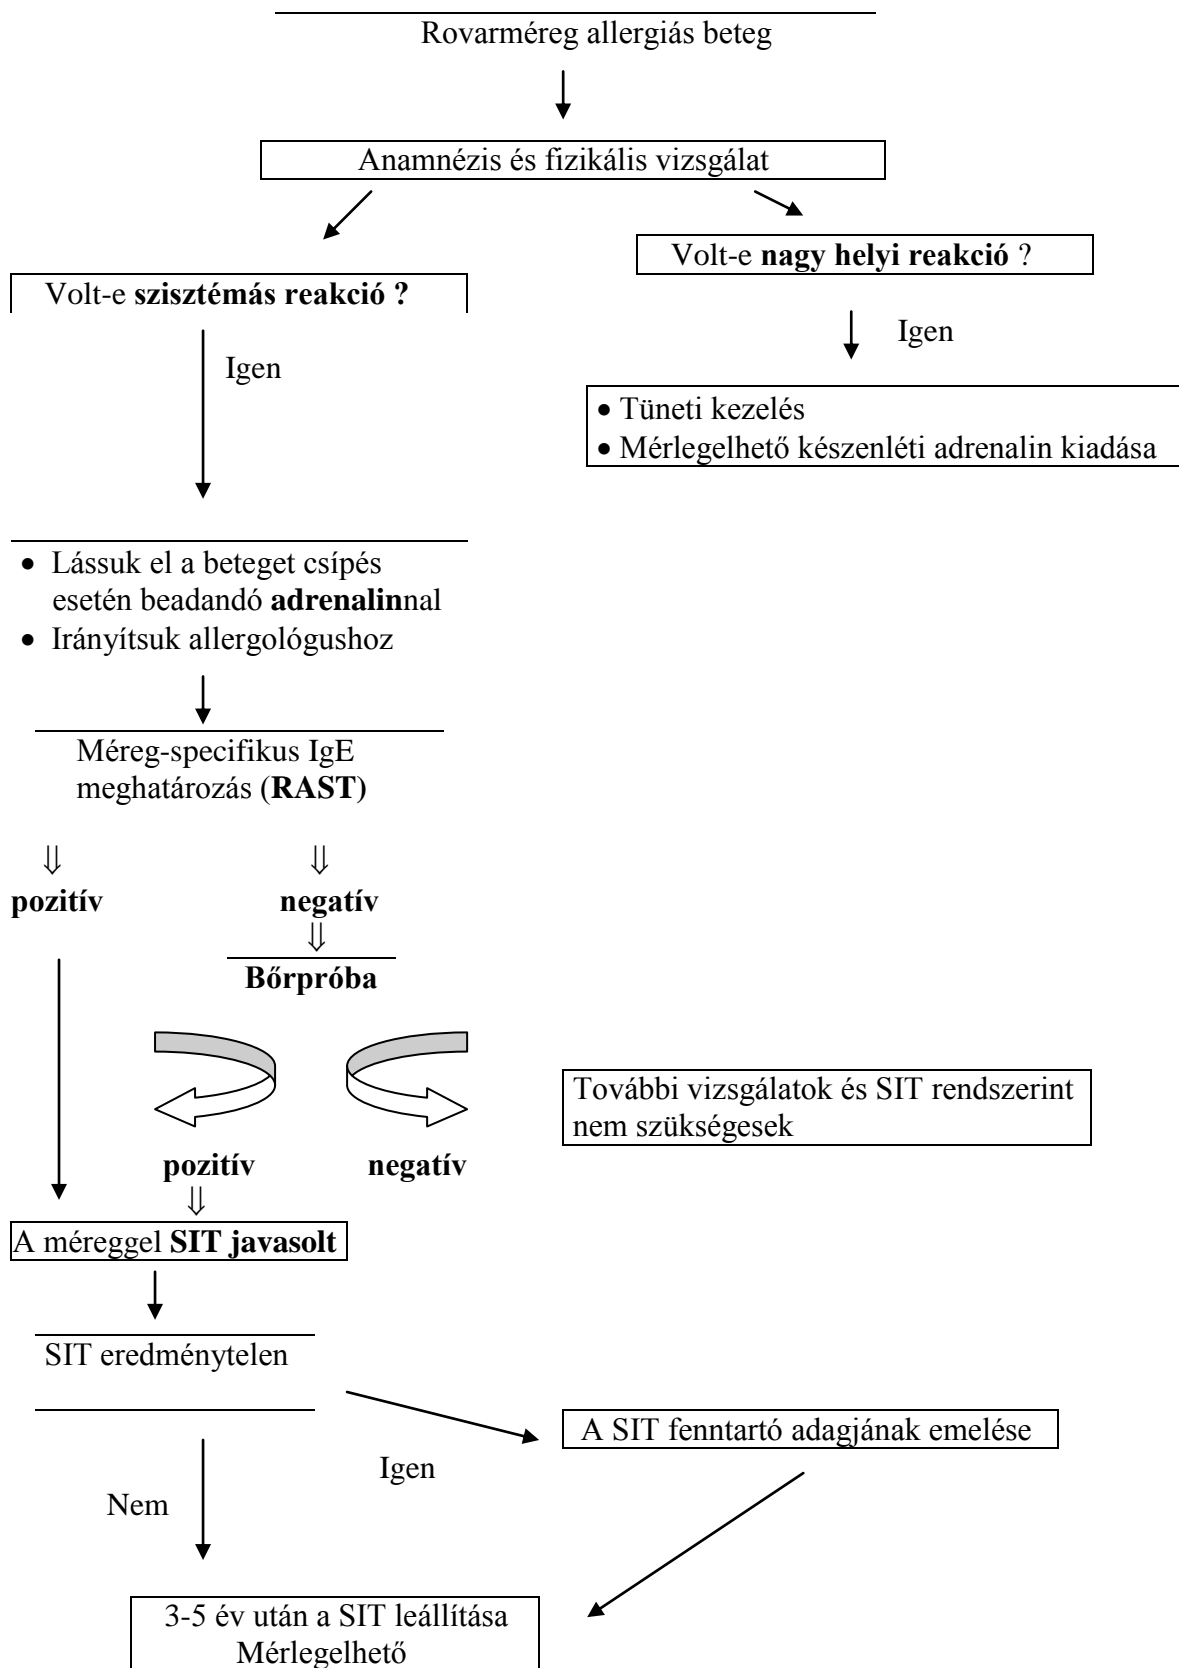 Rovarméreg allergiás beteg
Anamnézis és fizikális vizsgálat
Volt-e nagy helyi reakció ?
Volt-e szisztémás reakció ?
Igen
Igen
• Tüneti kezelés
• Mérlegelhető készenléti adrenalin kiadása
• Lássuk el a beteget csípés
esetén beadandó adrenalinnal
• Irányítsuk allergológushoz
Méreg-specifikus IgE
meghatározás (RAST)
⇓ ⇓
pozitív negatív
⇓
Bőrpróba
További vizsgálatok és SIT rendszerint
nem szükségesek
pozitív negatív
⇓
A méreggel SIT javasolt
SIT eredménytelen
A SIT fenntartó adagjának emelése
Igen
Nem
3-5 év után a SIT leállítása
Mérlegelhető